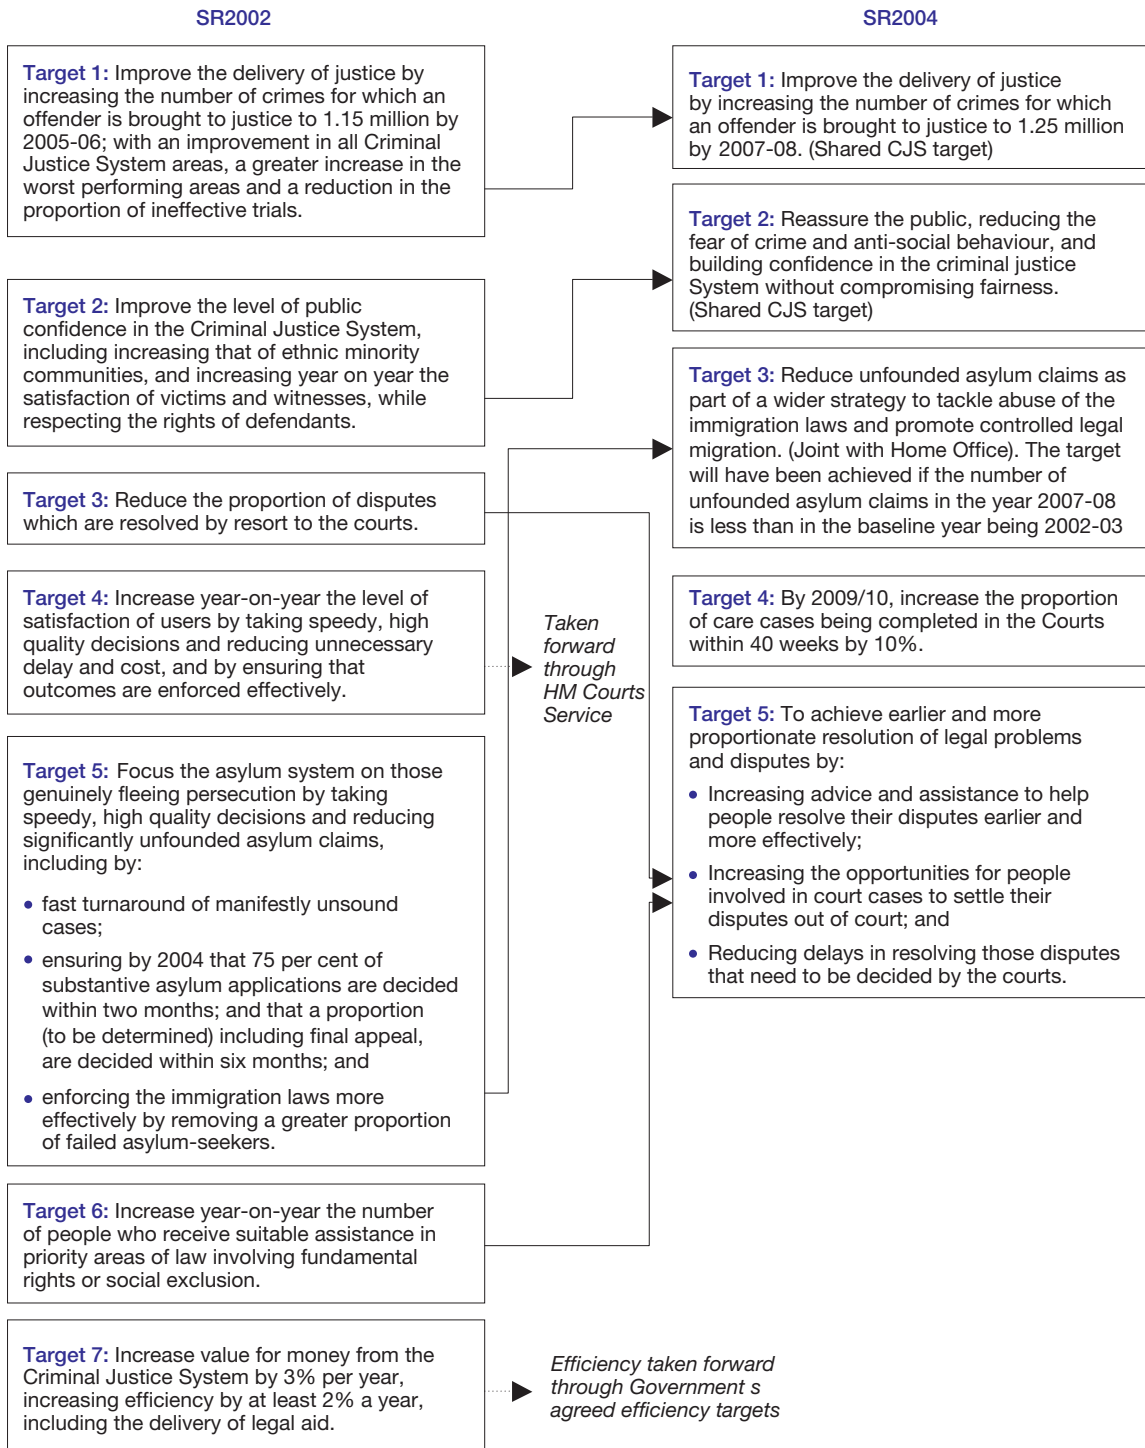 SR2002
Target 1: Improve the delivery of justice by
increasing the number of crimes for which an
offender is brought to justice to 1.15 million by
2005-06; with an improvement in all Criminal
Justice System areas, a greater increase in the
worst performing areas and a reduction in the
proportion of ineffective trials.
Target 2: Improve the level of public
confidence in the Criminal Justice System,
including increasing that of ethnic minority
communities, and increasing year on year the
satisfaction of victims and witnesses, while
respecting the rights of defendants.
Target 3: Reduce the proportion of disputes
which are resolved by resort to the courts.
Target 4: Increase year-on-year the level of
satisfaction of users by taking speedy, high
quality decisions and reducing unnecessary
delay and cost, and by ensuring that
outcomes are enforced effectively.
Taken
forward
through
HM Courts
Service
Target 5: Focus the asylum system on those
genuinely fleeing persecution by taking
speedy, high quality decisions and reducing
significantly unfounded asylum claims,
including by:
• fast turnaround of manifestly unsound
cases;
• ensuring by 2004 that 75 per cent of
substantive asylum applications are decided
within two months; and that a proportion
(to be determined) including final appeal,
are decided within six months; and
• enforcing the immigration laws more
effectively by removing a greater proportion
of failed asylum-seekers.
Target 6: Increase year-on-year the number
of people who receive suitable assistance in
priority areas of law involving fundamental
rights or social exclusion.
Target 7: Increase value for money from the
Criminal Justice System by 3% per year,
increasing efficiency by at least 2% a year,
including the delivery of legal aid.
Efficiency taken forward
through Government s
agreed efficiency targets
SR2004
Target 1: Improve the delivery of justice
by increasing the number of crimes for which
an offender is brought to justice to 1.25 million
by 2007-08. (Shared CJS target)
Target 2: Reassure the public, reducing the
fear of crime and anti-social behaviour, and
building confidence in the criminal justice
System without compromising fairness.
(Shared CJS target)
Target 3: Reduce unfounded asylum claims as
part of a wider strategy to tackle abuse of the
immigration laws and promote controlled legal
migration. (Joint with Home Office). The target
will have been achieved if the number of
unfounded asylum claims in the year 2007-08
is less than in the baseline year being 2002-03
Target 4: By 2009/10, increase the proportion
of care cases being completed in the Courts
within 40 weeks by 10%.
Target 5: To achieve earlier and more
proportionate resolution of legal problems
and disputes by:
• Increasing advice and assistance to help
people resolve their disputes earlier and
more effectively;
• Increasing the opportunities for people
involved in court cases to settle their
disputes out of court; and
• Reducing delays in resolving those disputes
that need to be decided by the courts.